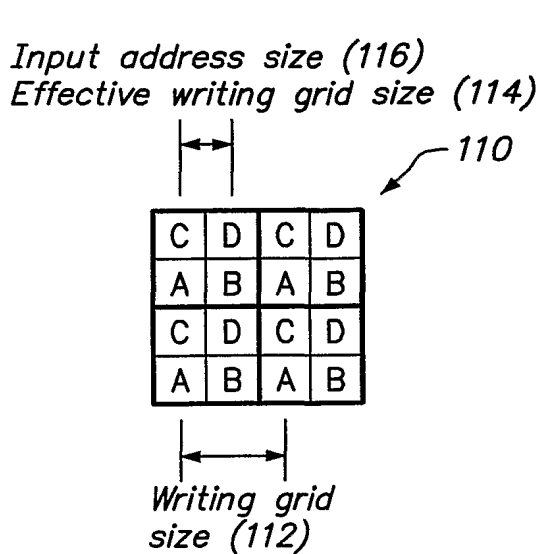 Input address size (116)
Effective writing grid size (114)
110
C D C D
A B A B
C D C D
A B A B
Writing grid
size (112)